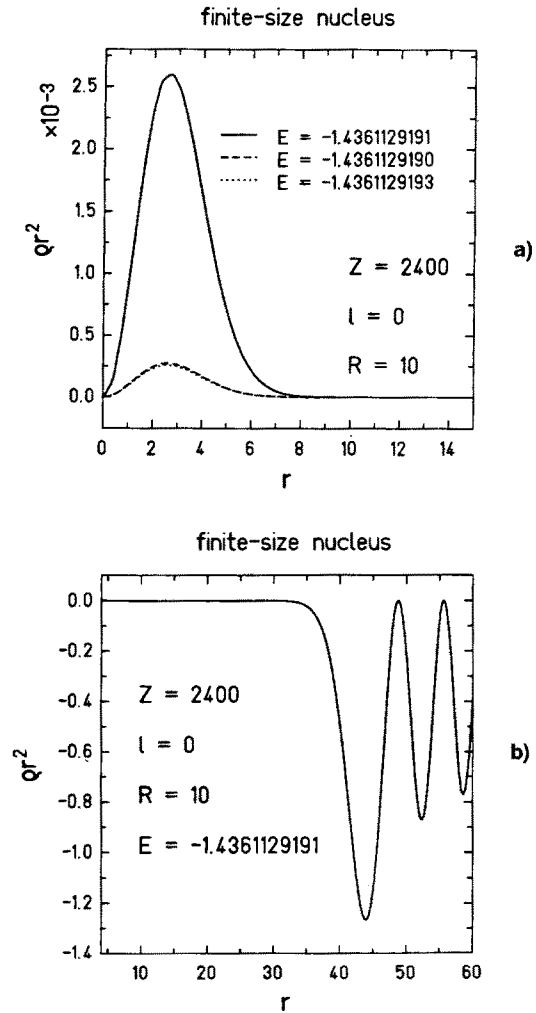 finite-size nucleus
×10⁻³
2.5
2.0
1.5
1.0
0.5
0.0
ϱr²
E = -1.4361129191
E = -1.4361129190
E = -1.4361129193
Z = 2400
l = 0
R = 10
a)
0 2 4 6 8 10 12 14
r
finite-size nucleus
0.0
-0.2
-0.4
-0.6
-0.8
-1.0
-1.2
-1.4
ϱr²
Z = 2400
l = 0
R = 10
E = -1.4361129191
b)
10 20 30 40 50 60
r